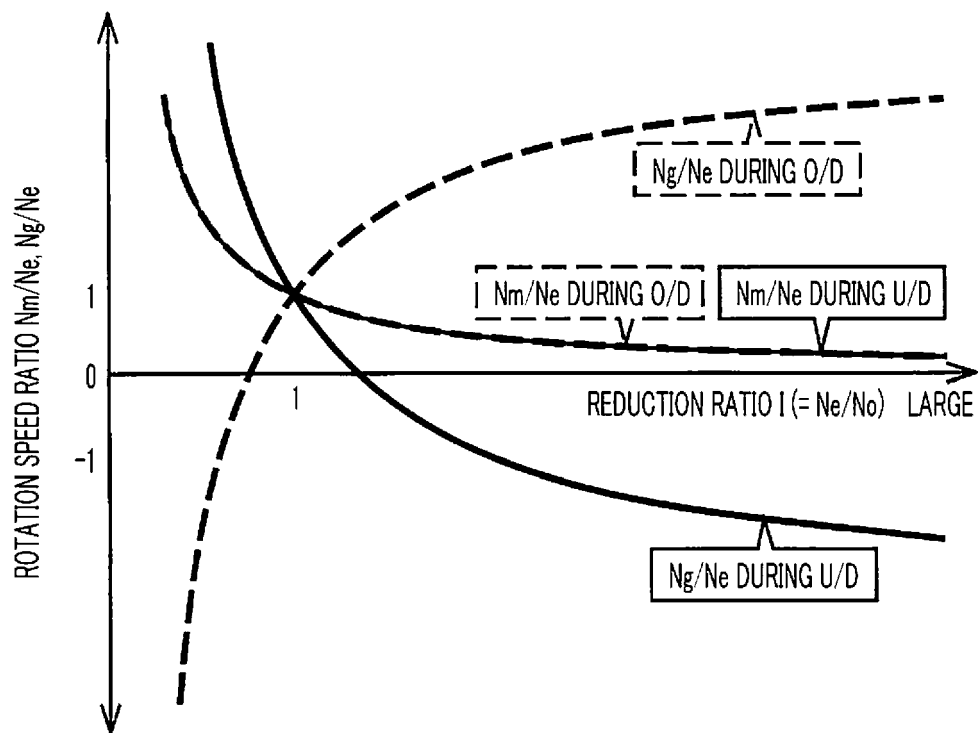 ROTATION SPEED RATIO Nm/Ne, Ng/Ne
Ng/Ne DURING O/D
1
Nm/Ne DURING O/D
Nm/Ne DURING U/D
0
1
REDUCTION RATIO I (= Ne/No) LARGE
-1
Ng/Ne DURING U/D